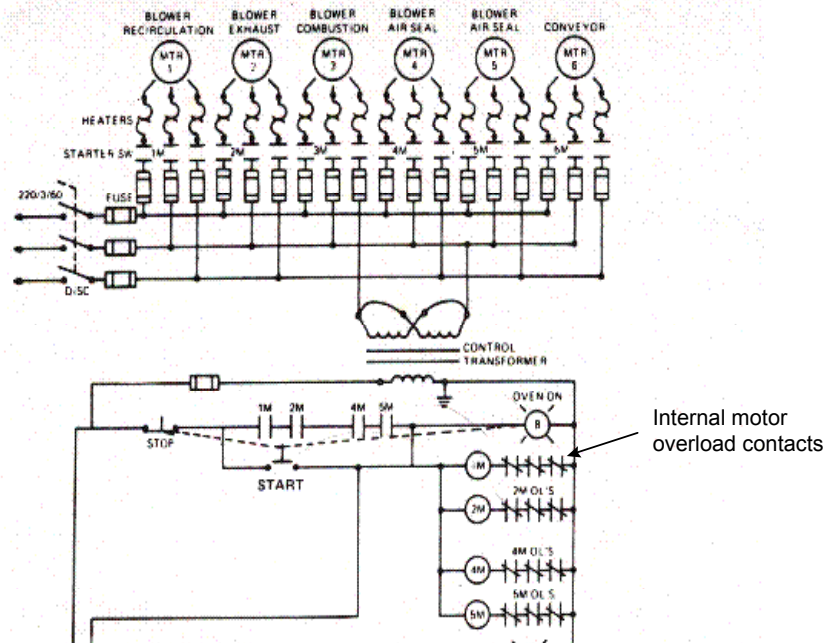 BLOWER RECIRCULATION
BLOWER EXHAUST
BLOWER COMBUSTION
BLOWER AIR SEAL
BLOWER AIR SEAL
CONVEYOR
MTR 1
MTR 2
MTR 3
MTR 4
MTR 5
MTR 6
HEATERS
STARTER SW
1M
2M
3M
4M
5M
6M
220/3/60
FUSE
DISC
CONTROL
TRANSFORMER
OVEN ON
1M
2M
4M
5M
B
STOP
START
Internal motor
overload contacts
2M OL'S
2M
4M OL'S
4M
5M OL'S
5M